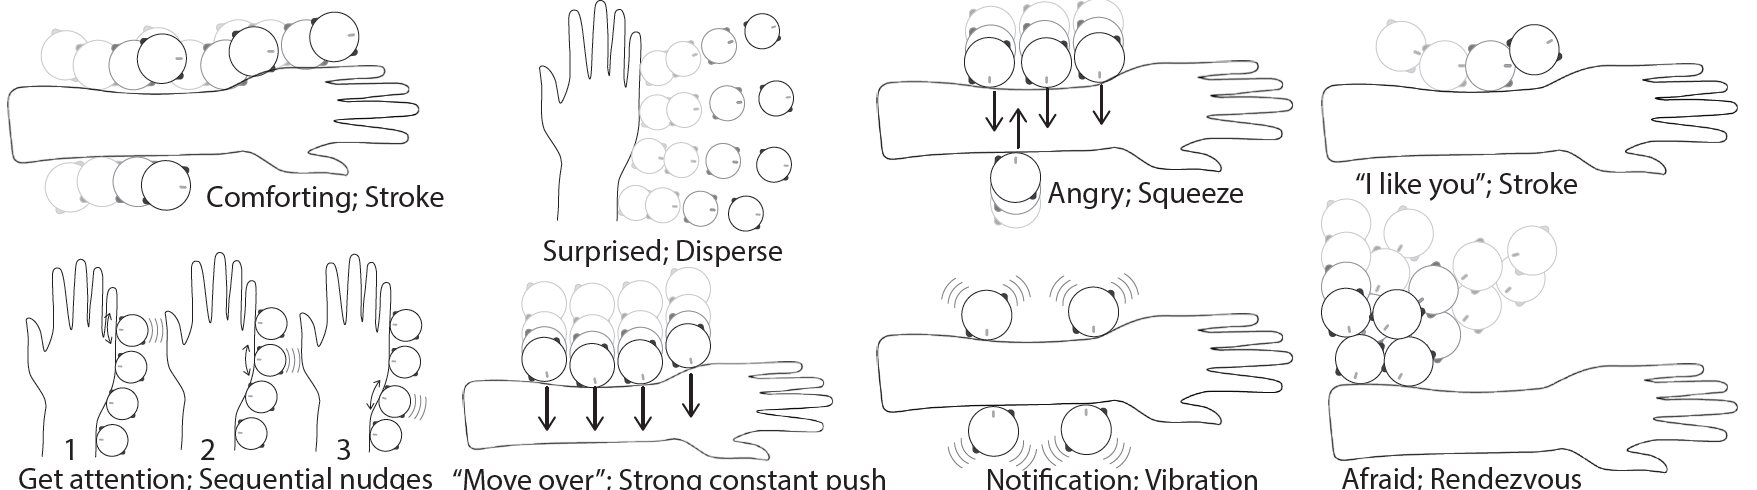 Comforting; Stroke
Surprised; Disperse
Angry; Squeeze
“I like you”; Stroke
1 2 3
Get attention; Sequential nudges
“Move over”; Strong constant push
Notification; Vibration
Afraid; Rendezvous